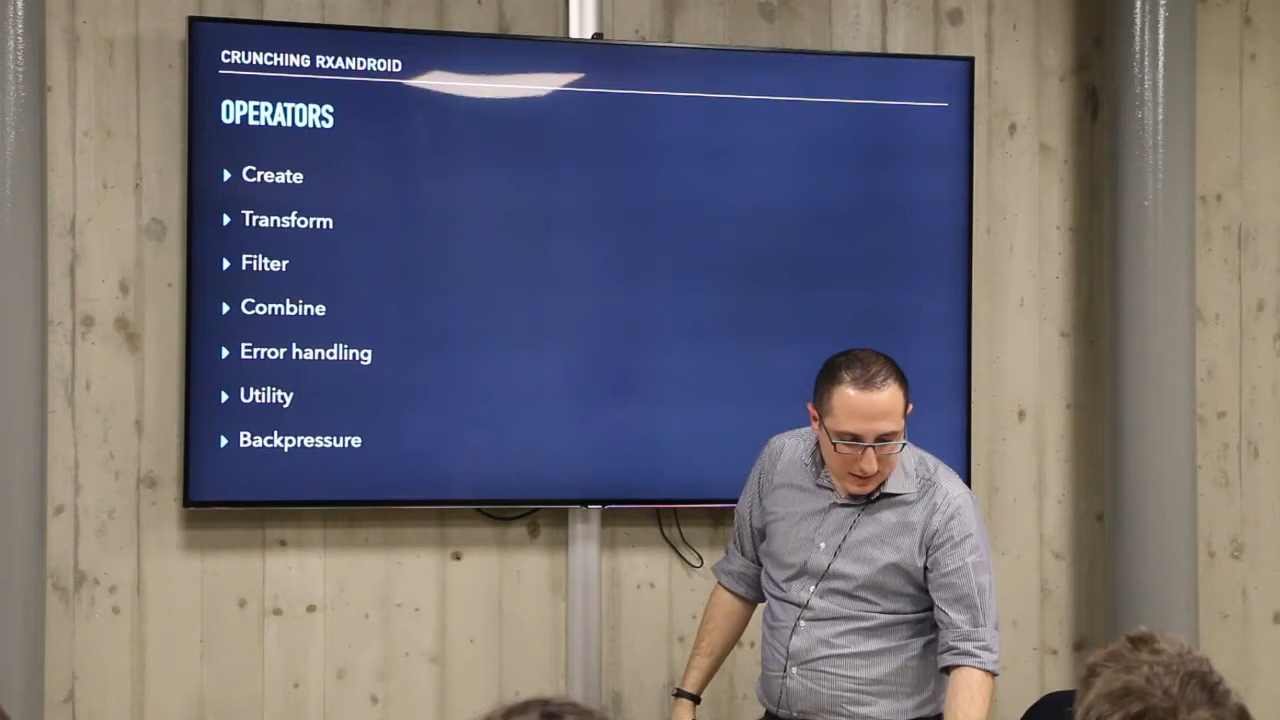 CRUNCHING RXANDROID
OPERATORS
Create
Transform
Filter
Combine
Error handling
Utility
Backpressure